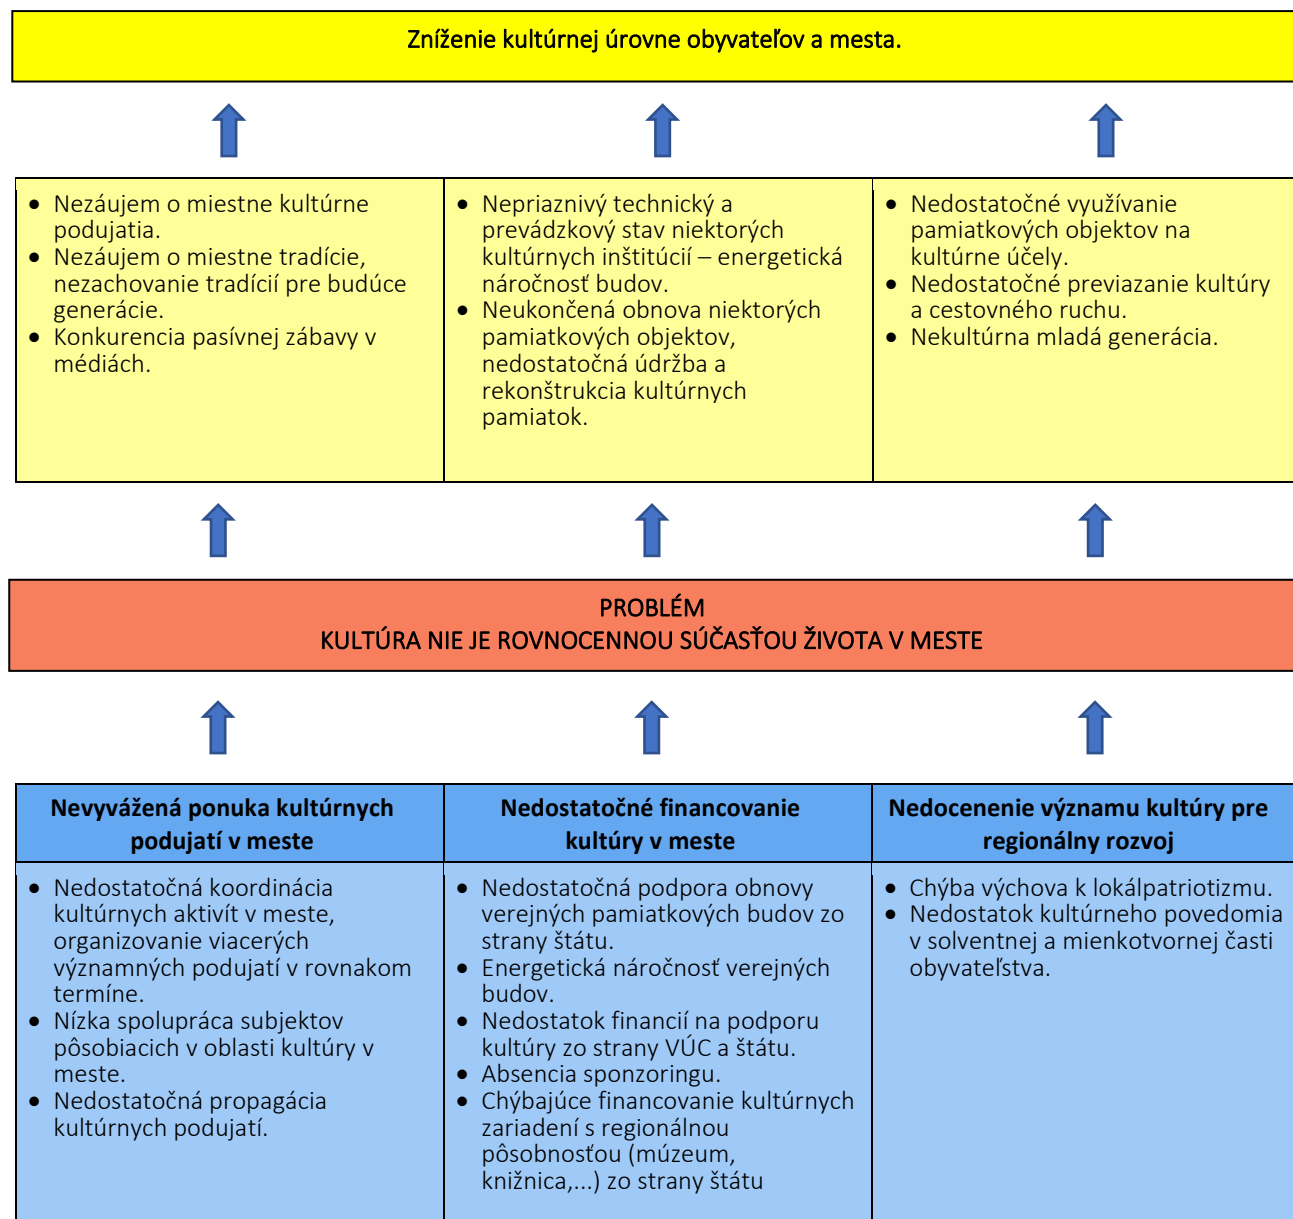 Zníženie kultúrnej úrovne obyvateľov a mesta.
• Nezáujem o miestne kultúrne
podujatia.
• Nezáujem o miestne tradície,
nezachovanie tradícií pre budúce
generácie.
• Konkurencia pasívnej zábavy v
médiách.
• Nepriaznivý technický a
prevádzkový stav niektorých
kultúrnych inštitúcií – energetická
náročnosť budov.
• Neukončená obnova niektorých
pamiatkových objektov,
nedostatočná údržba a
rekonštrukcia kultúrnych
pamiatok.
• Nedostatočné využívanie
pamiatkových objektov na
kultúrne účely.
• Nedostatočné previazanie kultúry
a cestovného ruchu.
• Nekultúrna mladá generácia.
PROBLÉM
KULTÚRA NIE JE ROVNOCENNOU SÚČASŤOU ŽIVOTA V MESTE
Nevyvážená ponuka kultúrnych
podujatí v meste
• Nedostatočná koordinácia
kultúrnych aktivít v meste,
organizovanie viacerých
významných podujatí v rovnakom
termíne.
• Nízka spolupráca subjektov
pôsobiacich v oblasti kultúry v
meste.
• Nedostatočná propagácia
kultúrnych podujatí.
Nedostatočné financovanie
kultúry v meste
• Nedostatočná podpora obnovy
verejných pamiatkových budov zo
strany štátu.
• Energetická náročnosť verejných
budov.
• Nedostatok financií na podporu
kultúry zo strany VÚC a štátu.
• Absencia sponzoringu.
• Chýbajúce financovanie kultúrnych
zariadení s regionálnou
pôsobnosťou (múzeum,
knižnica,...) zo strany štátu
Nedocenenie významu kultúry pre
regionálny rozvoj
• Chýba výchova k lokálpatriotizmu.
• Nedostatok kultúrneho povedomia
v solventnej a mienkotvornej časti
obyvateľstva.